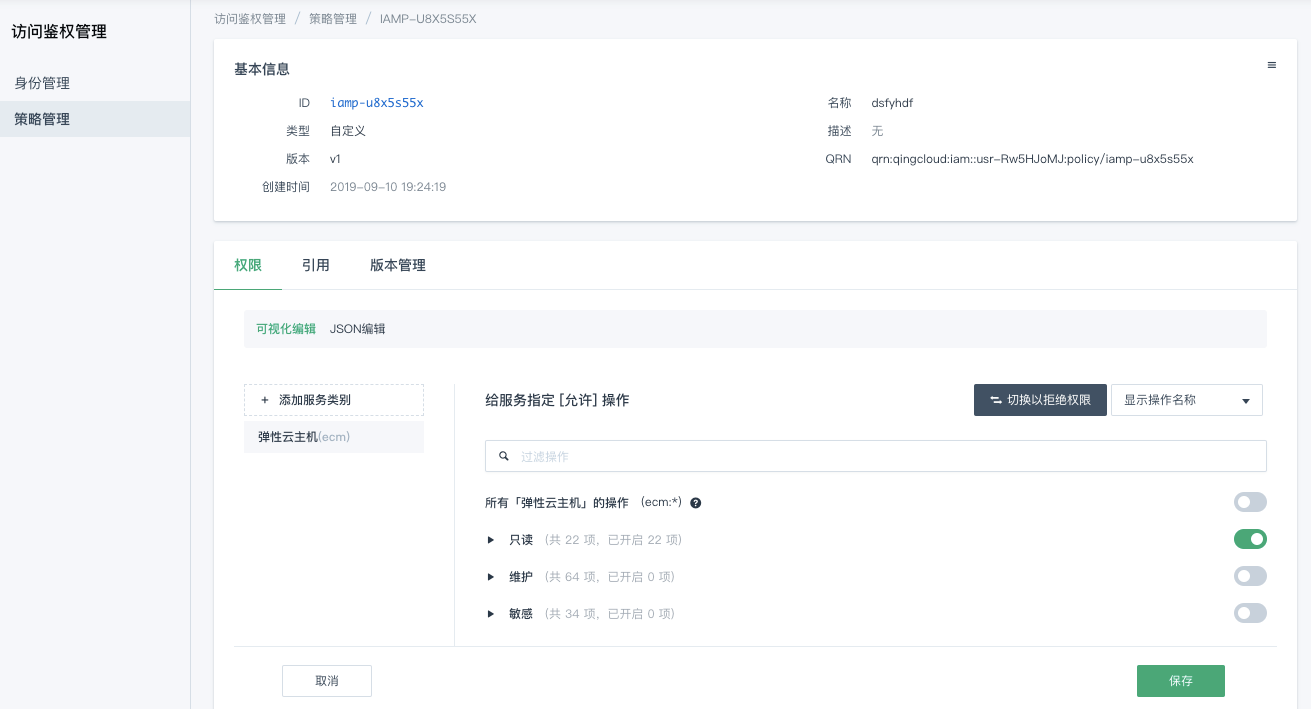 访问鉴权管理
身份管理
策略管理
访问鉴权管理 / 策略管理 / IAMP-U8X5S55X
基本信息
ID iamp-u8x5s55x
类型 自定义
版本 v1
创建时间 2019-09-10 19:24:19
名称 dsfyhdf
描述 无
QRN qrn:qingcloud:iam::usr-Rw5HJoMJ:policy/iamp-u8x5s55x
权限 引用 版本管理
可视化编辑 JSON编辑
+ 添加服务类别
弹性云主机(ecm)
给服务指定 [允许] 操作
切换以拒绝权限 显示操作名称
过滤操作
所有「弹性云主机」的操作 (ecm:*)
只读 (共 22 项, 已开启 22 项)
维护 (共 64 项, 已开启 0 项)
敏感 (共 34 项, 已开启 0 项)
取消 保存